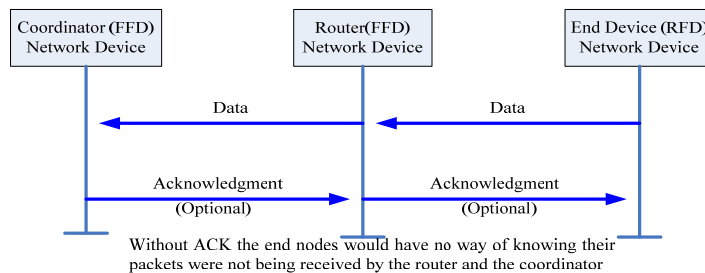 Coordinator (FFD)
Network Device
Router(FFD)
Network Device
End Device (RFD)
Network Device
Data
Data
Acknowledgment
(Optional)
Acknowledgment
(Optional)
Without ACK the end nodes would have no way of knowing their
packets were not being received by the router and the coordinator